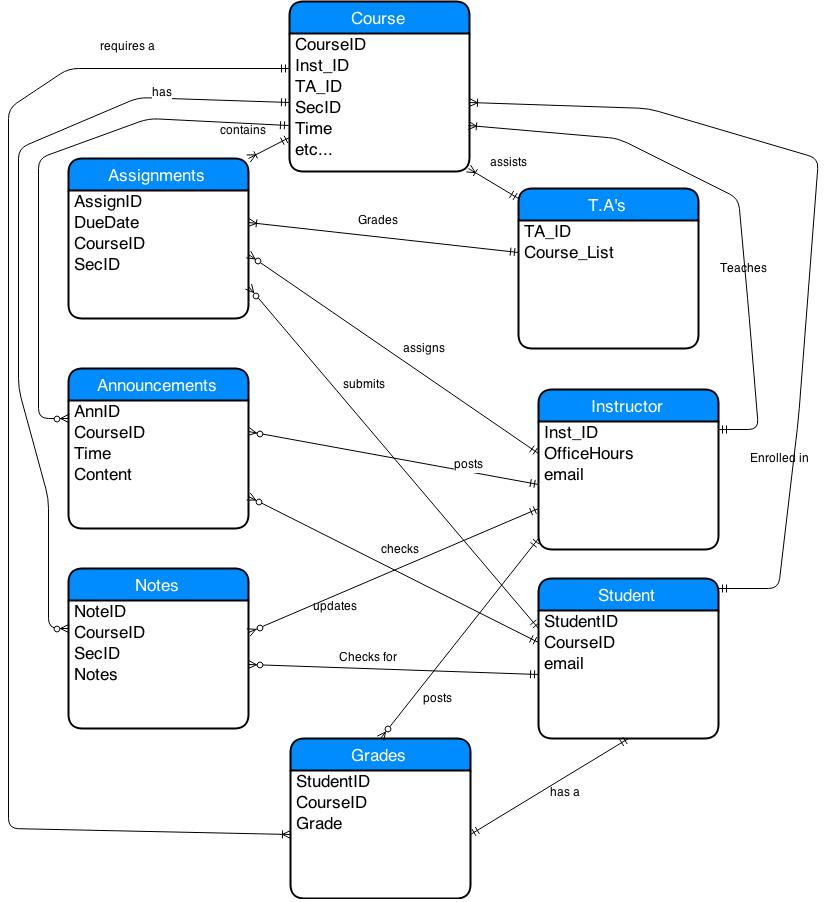 Course
CourseID
Inst_ID
TA_ID
SecID
Time
etc...
requires a
has
contains
assists
Assignments
AssignID
DueDate
CourseID
SecID
T.A's
TA_ID
Course_List
Grades
Teaches
assigns
submits
Announcements
AnnID
CourseID
Time
Content
Instructor
Inst_ID
OfficeHours
email
posts
Enrolled in
checks
Notes
NoteID
CourseID
SecID
Notes
updates
Student
StudentID
CourseID
email
Checks for
posts
Grades
StudentID
CourseID
Grade
has a